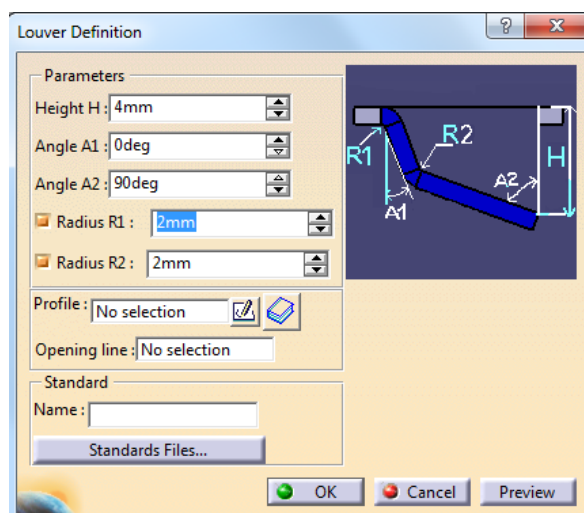 Louver Definition
?
Parameters
Height H : 4mm
Angle A1 : 0deg
Angle A2 : 90deg
Radius R1 : 2mm
Radius R2 : 2mm
R1
R2
A1
A2
H
Profile : No selection
Opening line : No selection
Standard
Name :
Standards Files...
OK
Cancel
Preview